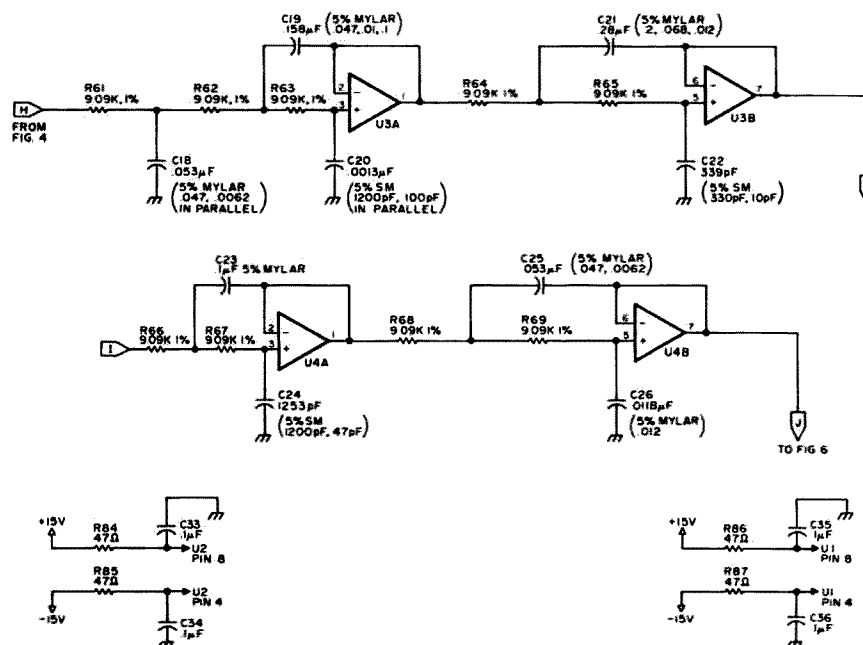 C19
.158µF (5% MYLAR
.047,.01,.1)
C21
.28µF (5% MYLAR
.2,.068,.012)
R61
9.09K,1%
R62
9.09K,1%
R63
9.09K,1%
2
3
1
U3A
R64
9.09K 1%
R65
9.09K 1%
6
5
7
U3B
H
FROM
FIG. 4
C18
.053µF
(5% MYLAR
.047,.0062
IN PARALLEL)
C20
.0013µF
(5% SM
1200pF,100pF
IN PARALLEL)
C22
339pF
(5% SM
330pF,10pF)
C23
.1µF 5% MYLAR
C25
.053µF (5% MYLAR
.047,.0062)
R66
9.09K 1%
R67
9.09K 1%
2
3
1
U4A
R68
9.09K 1%
R69
9.09K 1%
6
5
7
U4B
I
C24
1253pF
(5% SM
1200pF,47pF)
C26
.0118µF
(5% MYLAR
.012)
J
TO FIG 6
+15V
R84
47Ω
C33
.1µF
U2
PIN 8
R85
47Ω
-15V
U2
PIN 4
C34
.1µF
+15V
R86
47Ω
C35
.1µF
U1
PIN 8
R87
47Ω
-15V
U1
PIN 4
C36
.1µF